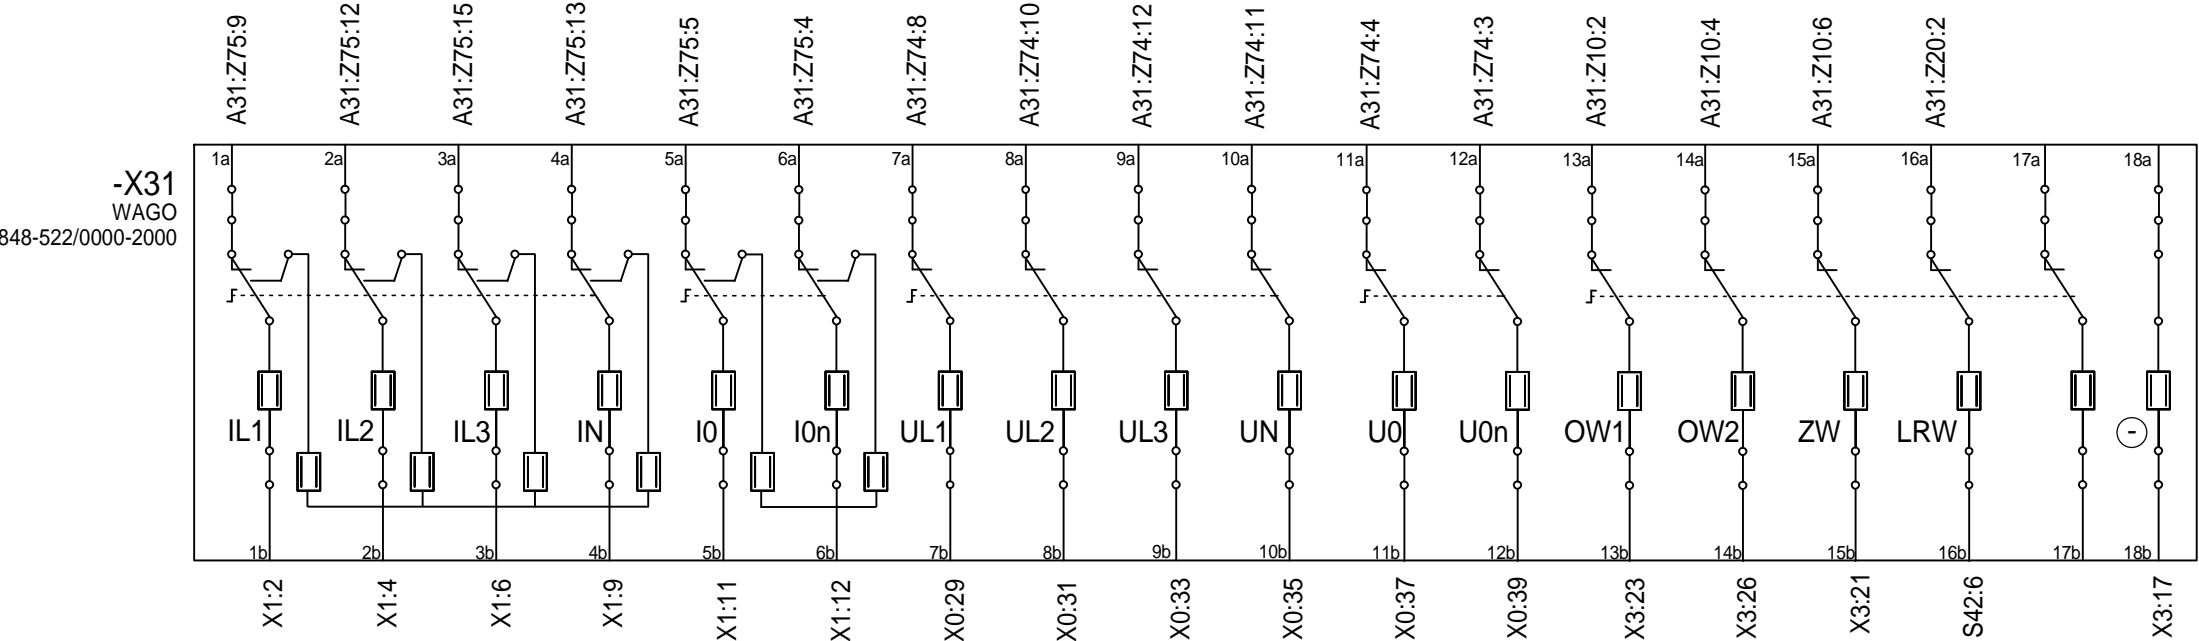 A31:Z75:9
A31:Z75:12
A31:Z75:15
A31:Z75:13
A31:Z75:5
A31:Z75:4
A31:Z74:8
A31:Z74:10
A31:Z74:12
A31:Z74:11
A31:Z74:4
A31:Z74:3
A31:Z10:2
A31:Z10:4
A31:Z10:6
A31:Z20:2
1a 2a 3a 4a 5a 6a 7a 8a 9a 10a 11a 12a 13a 14a 15a 16a 17a 18a
-X31
WAGO
848-522/0000-2000
IL1 IL2 IL3 IN I0 I0n UL1 UL2 UL3 UN U0 U0n OW1 OW2 ZW LRW -
1b 2b 3b 4b 5b 6b 7b 8b 9b 10b 11b 12b 13b 14b 15b 16b 17b 18b
X1:2
X1:4
X1:6
X1:9
X1:11
X1:12
X0:29
X0:31
X0:33
X0:35
X0:37
X0:39
X3:23
X3:26
X3:21
S42:6
X3:17